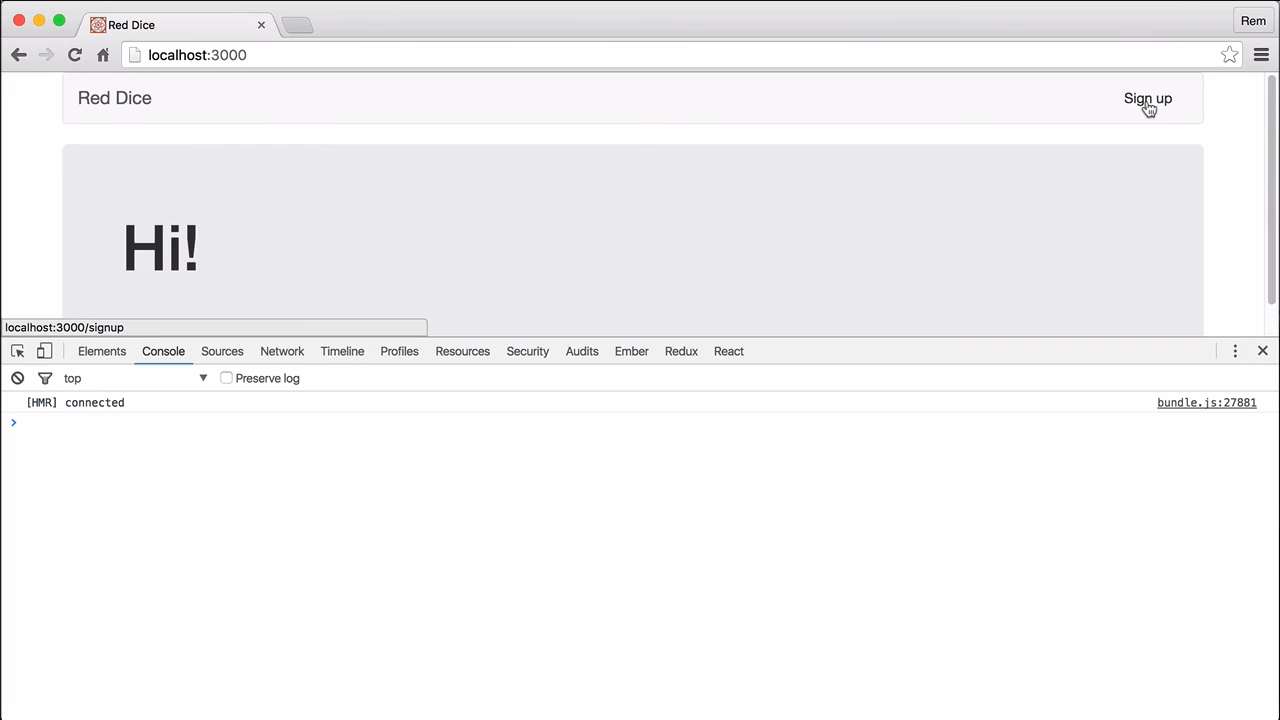 Red Dice
Rem
localhost:3000
Red Dice
Sign up
Hi!
localhost:3000/signup
Elements Console Sources Network Timeline Profiles Resources Security Audits Ember Redux React
top Preserve log
[HMR] connected bundle.js:27881